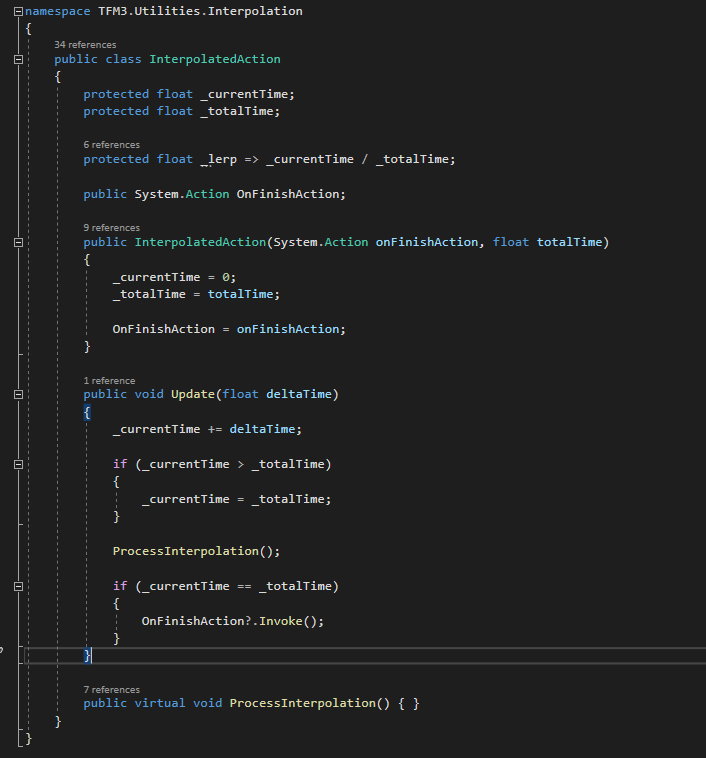 namespace TFM3.Utilities.Interpolation
{
34 references
public class InterpolatedAction
{
protected float _currentTime;
protected float _totalTime;
6 references
protected float _lerp => _currentTime / _totalTime;
public System.Action OnFinishAction;
9 references
public InterpolatedAction(System.Action onFinishAction, float totalTime)
{
_currentTime = 0;
_totalTime = totalTime;
OnFinishAction = onFinishAction;
}
1 reference
public void Update(float deltaTime)
{
_currentTime += deltaTime;
if (_currentTime > _totalTime)
{
_currentTime = _totalTime;
}
ProcessInterpolation();
if (_currentTime == _totalTime)
{
OnFinishAction?.Invoke();
}
}
7 references
public virtual void ProcessInterpolation() { }
}
}